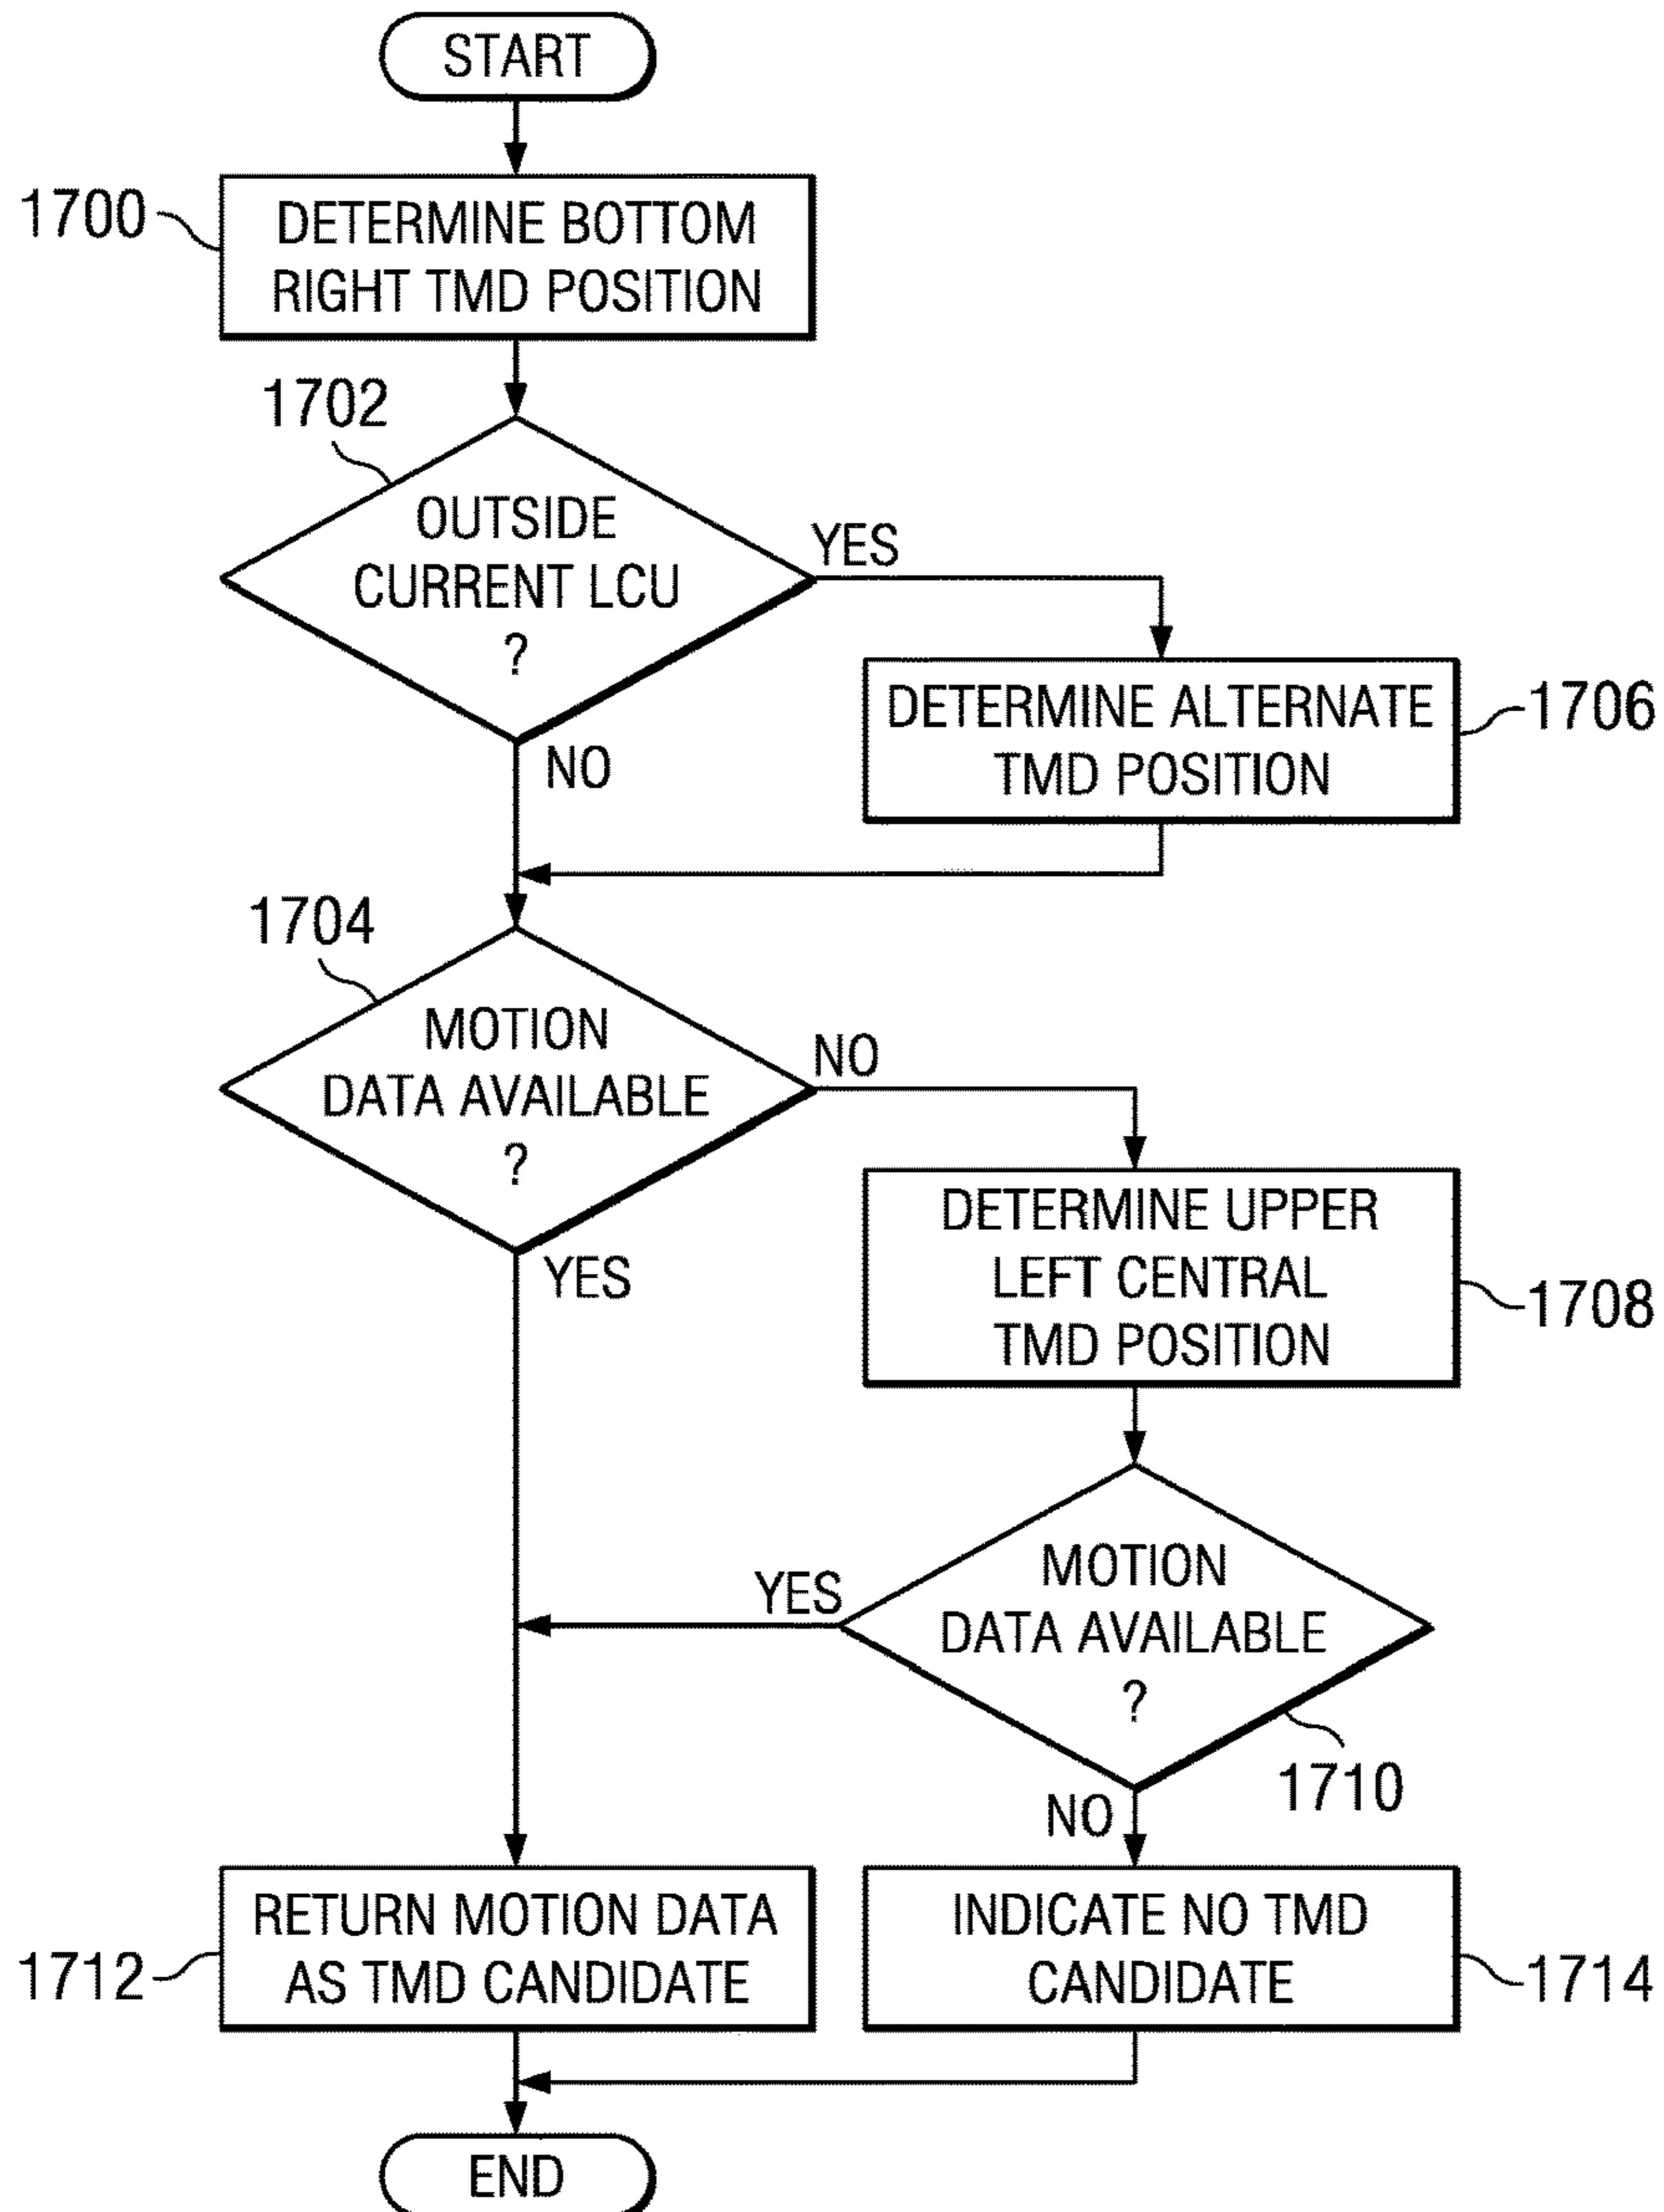 START
1700
DETERMINE BOTTOM
RIGHT TMD POSITION
1702
OUTSIDE
CURRENT LCU
?
YES
NO
DETERMINE ALTERNATE
TMD POSITION
1706
1704
MOTION
DATA AVAILABLE
?
NO
YES
DETERMINE UPPER
LEFT CENTRAL
TMD POSITION
1708
MOTION
DATA AVAILABLE
?
YES
1710
NO
RETURN MOTION DATA
AS TMD CANDIDATE
1712
INDICATE NO TMD
CANDIDATE
1714
END